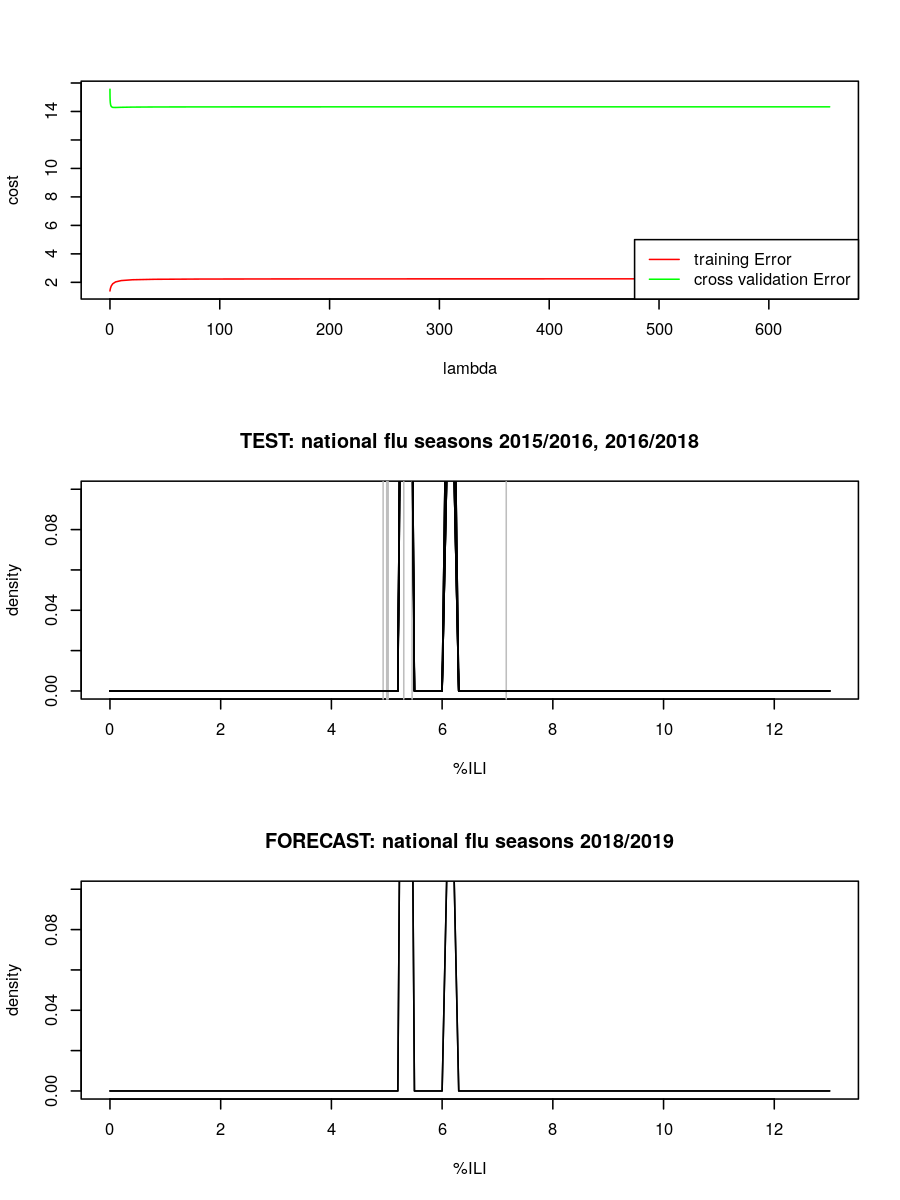 14
10
8
6
4
2
cost
training Error
cross validation Error
0 100 200 300 400 500 600
lambda
TEST: national flu seasons 2015/2016, 2016/2018
0.08
0.04
0.00
density
0 2 4 6 8 10 12
%ILI
FORECAST: national flu seasons 2018/2019
0.08
0.04
0.00
density
0 2 4 6 8 10 12
%ILI